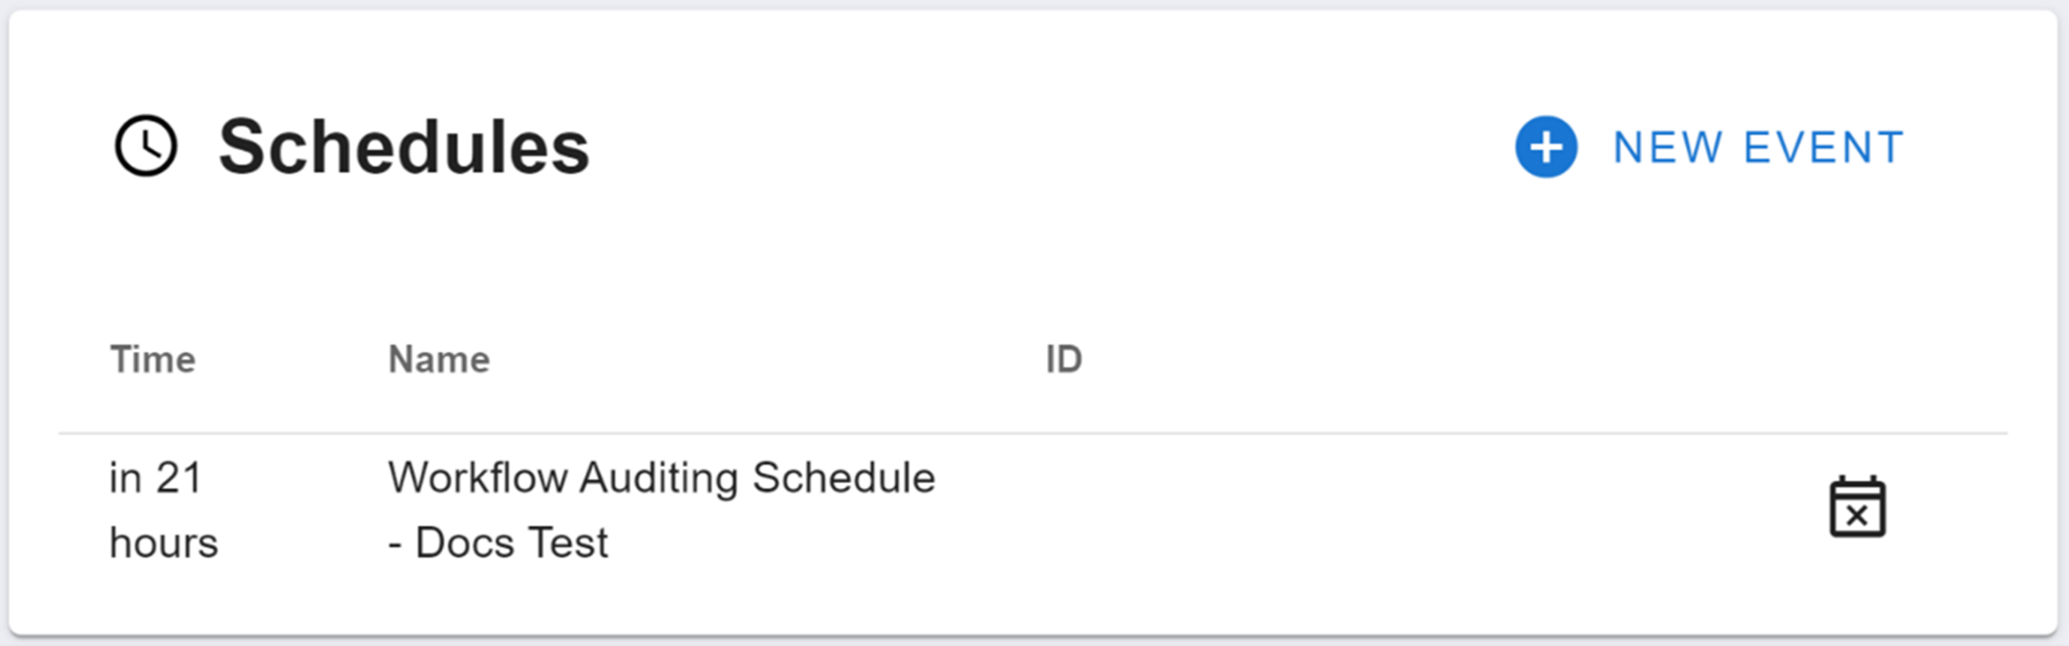 Schedules
NEW EVENT
Time Name ID
in 21 Workflow Auditing Schedule
hours - Docs Test